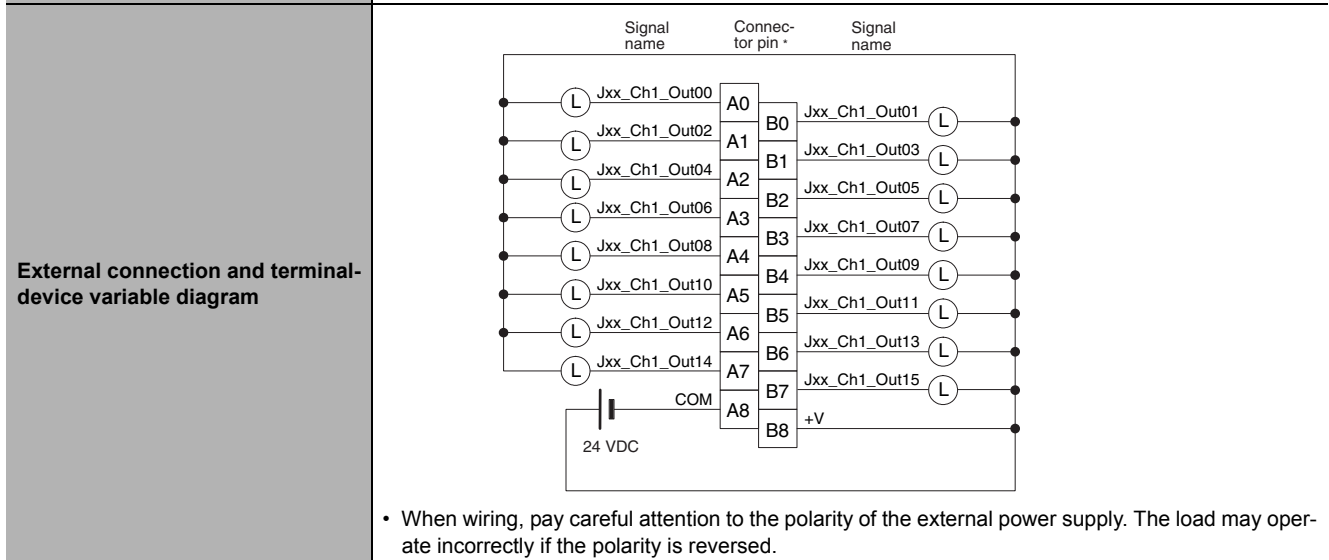 External connection and terminal-
device variable diagram
Signal
name
Connec-
tor pin *
Signal
name
L Jxx_Ch1_Out00 A0
B0 Jxx_Ch1_Out01 L
L Jxx_Ch1_Out02 A1
B1 Jxx_Ch1_Out03 L
L Jxx_Ch1_Out04 A2
B2 Jxx_Ch1_Out05 L
L Jxx_Ch1_Out06 A3
B3 Jxx_Ch1_Out07 L
L Jxx_Ch1_Out08 A4
B4 Jxx_Ch1_Out09 L
L Jxx_Ch1_Out10 A5
B5 Jxx_Ch1_Out11 L
L Jxx_Ch1_Out12 A6
B6 Jxx_Ch1_Out13 L
L Jxx_Ch1_Out14 A7
B7 Jxx_Ch1_Out15 L
COM A8
B8 +V
24 VDC
• When wiring, pay careful attention to the polarity of the external power supply. The load may oper-
ate incorrectly if the polarity is reversed.